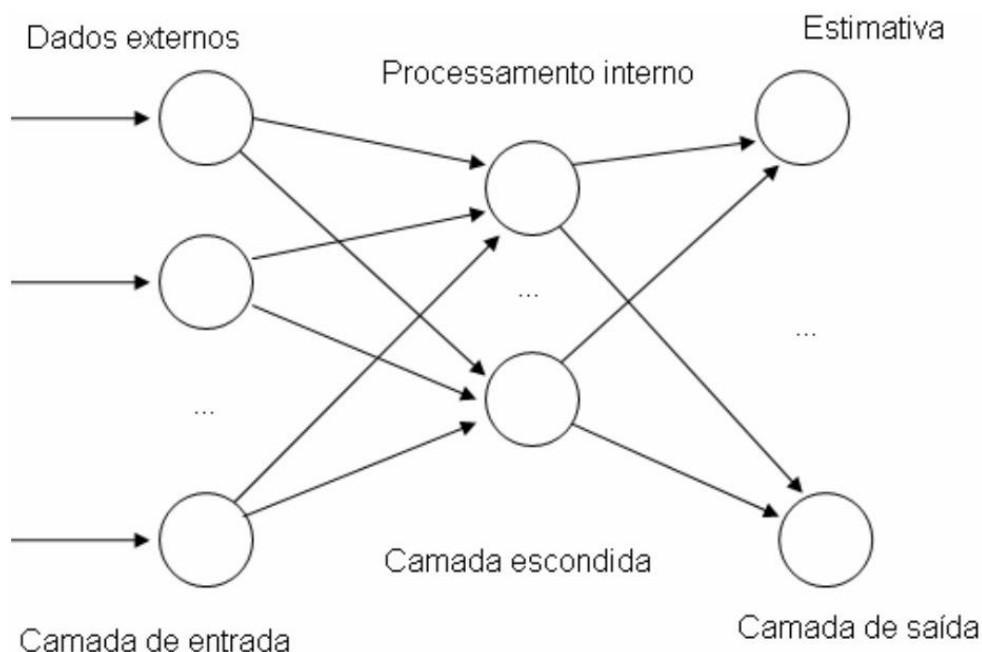 Dados externos
Estimativa
Processamento interno
...
...
...
Camada escondida
Camada de entrada
Camada de saída